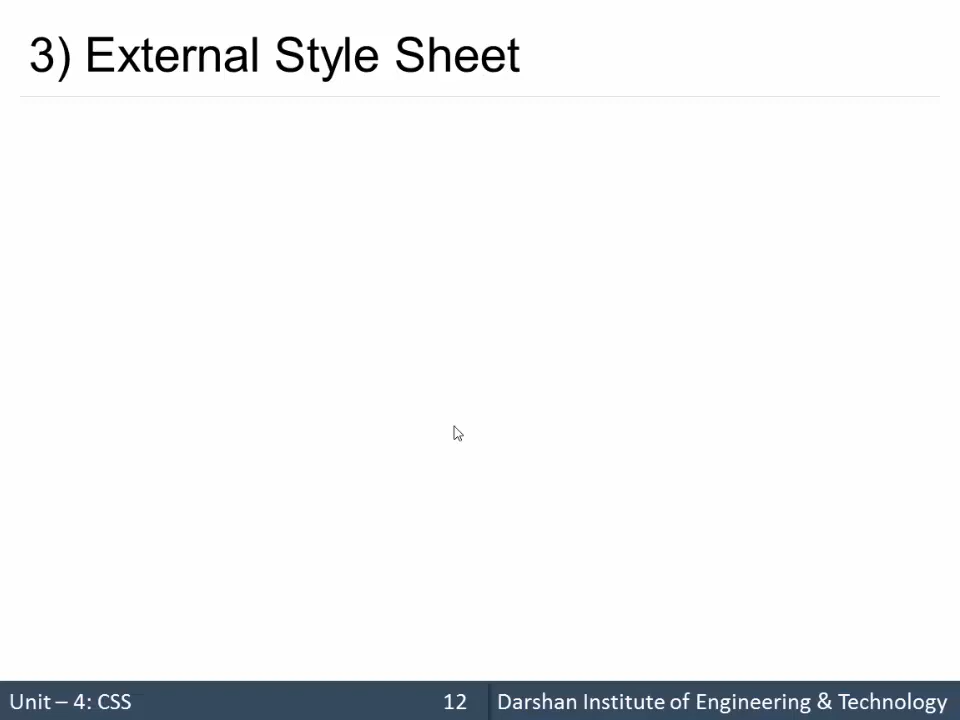 3) External Style Sheet
Unit – 4: CSS
12
Darshan Institute of Engineering & Technology